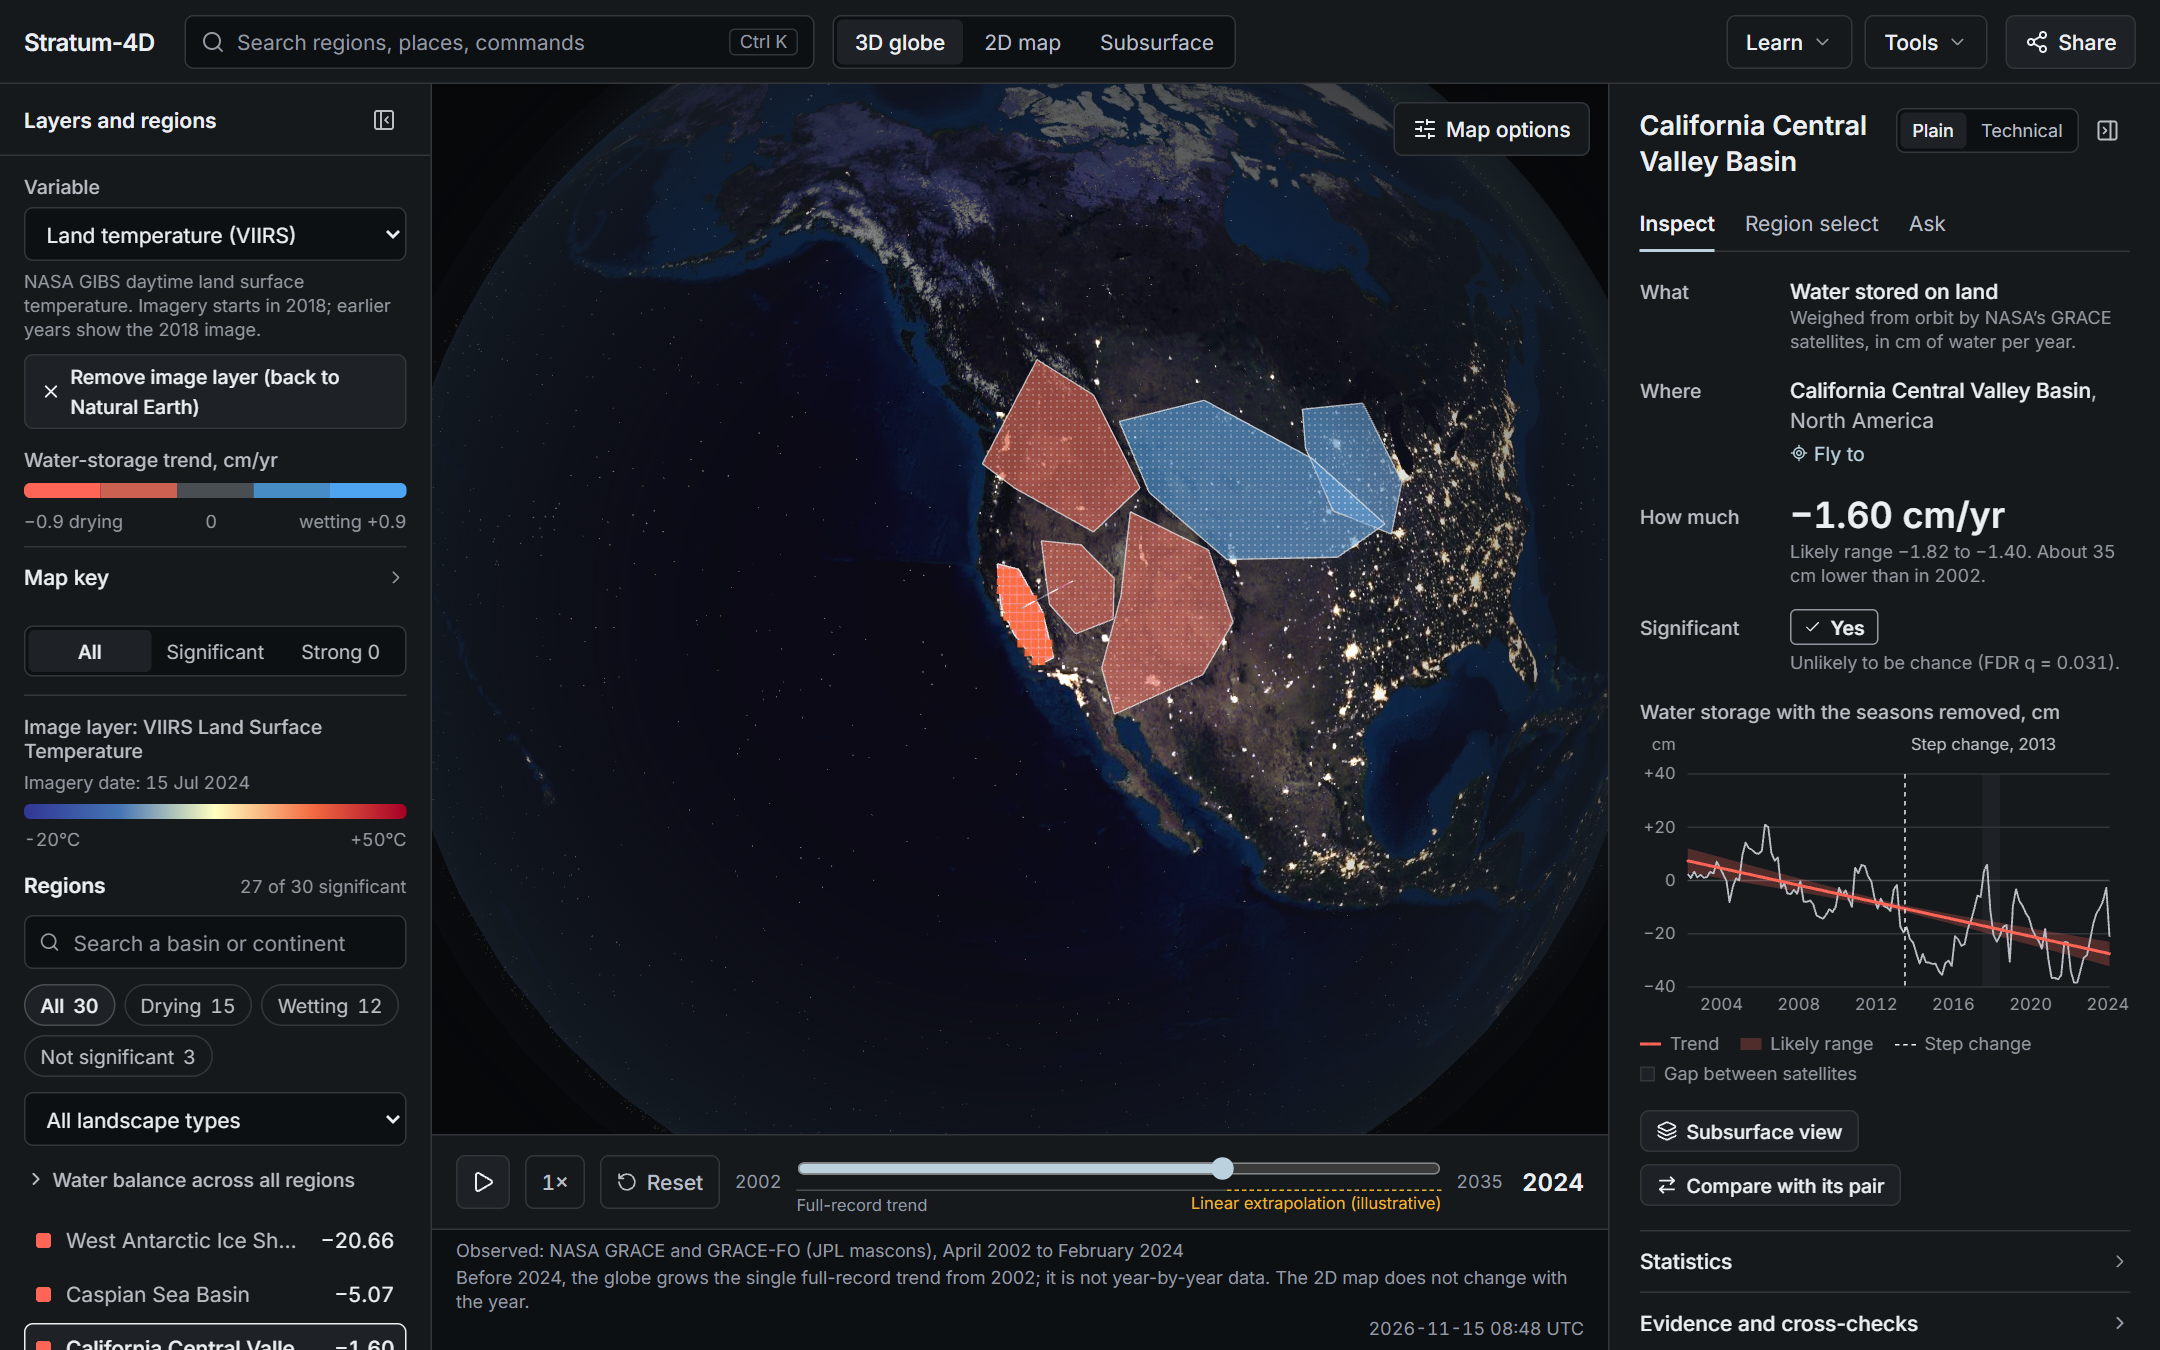 Stratum-4D
Search regions, places, commands
Ctrl K
3D globe
2D map
Subsurface
Learn
Tools
Share
Layers and regions
Variable
Land temperature (VIIRS)
NASA GIBS daytime land surface
temperature. Imagery starts in 2018; earlier
years show the 2018 image.
Remove image layer (back to
Natural Earth)
Water-storage trend, cm/yr
−0.9 drying
0
wetting +0.9
Map key
All
Significant
Strong 0
Image layer: VIIRS Land Surface
Temperature
Imagery date: 15 Jul 2024
-20°C
+50°C
Regions
27 of 30 significant
Search a basin or continent
All 30
Drying 15
Wetting 12
Not significant 3
All landscape types
Water balance across all regions
West Antarctic Ice Sh... −20.66
Caspian Sea Basin −5.07
California Central Valle... −1.60
Map options
1×
Reset
2002
2035
2024
Full-record trend
Linear extrapolation (illustrative)
Observed: NASA GRACE and GRACE-FO (JPL mascons), April 2002 to February 2024
Before 2024, the globe grows the single full-record trend from 2002; it is not year-by-year data. The 2D map does not change with
the year.
2026-11-15 08:48 UTC
California Central
Valley Basin
Plain
Technical
Inspect
Region select
Ask
What
Water stored on land
Weighed from orbit by NASA’s GRACE
satellites, in cm of water per year.
Where
California Central Valley Basin,
North America
Fly to
How much
−1.60 cm/yr
Likely range −1.82 to −1.40. About 35
cm lower than in 2002.
Significant
Yes
Unlikely to be chance (FDR q = 0.031).
Water storage with the seasons removed, cm
cm
Step change, 2013
+40
+20
0
−20
−40
2004
2008
2012
2016
2020
2024
Trend
Likely range
Step change
Gap between satellites
Subsurface view
Compare with its pair
Statistics
Evidence and cross-checks